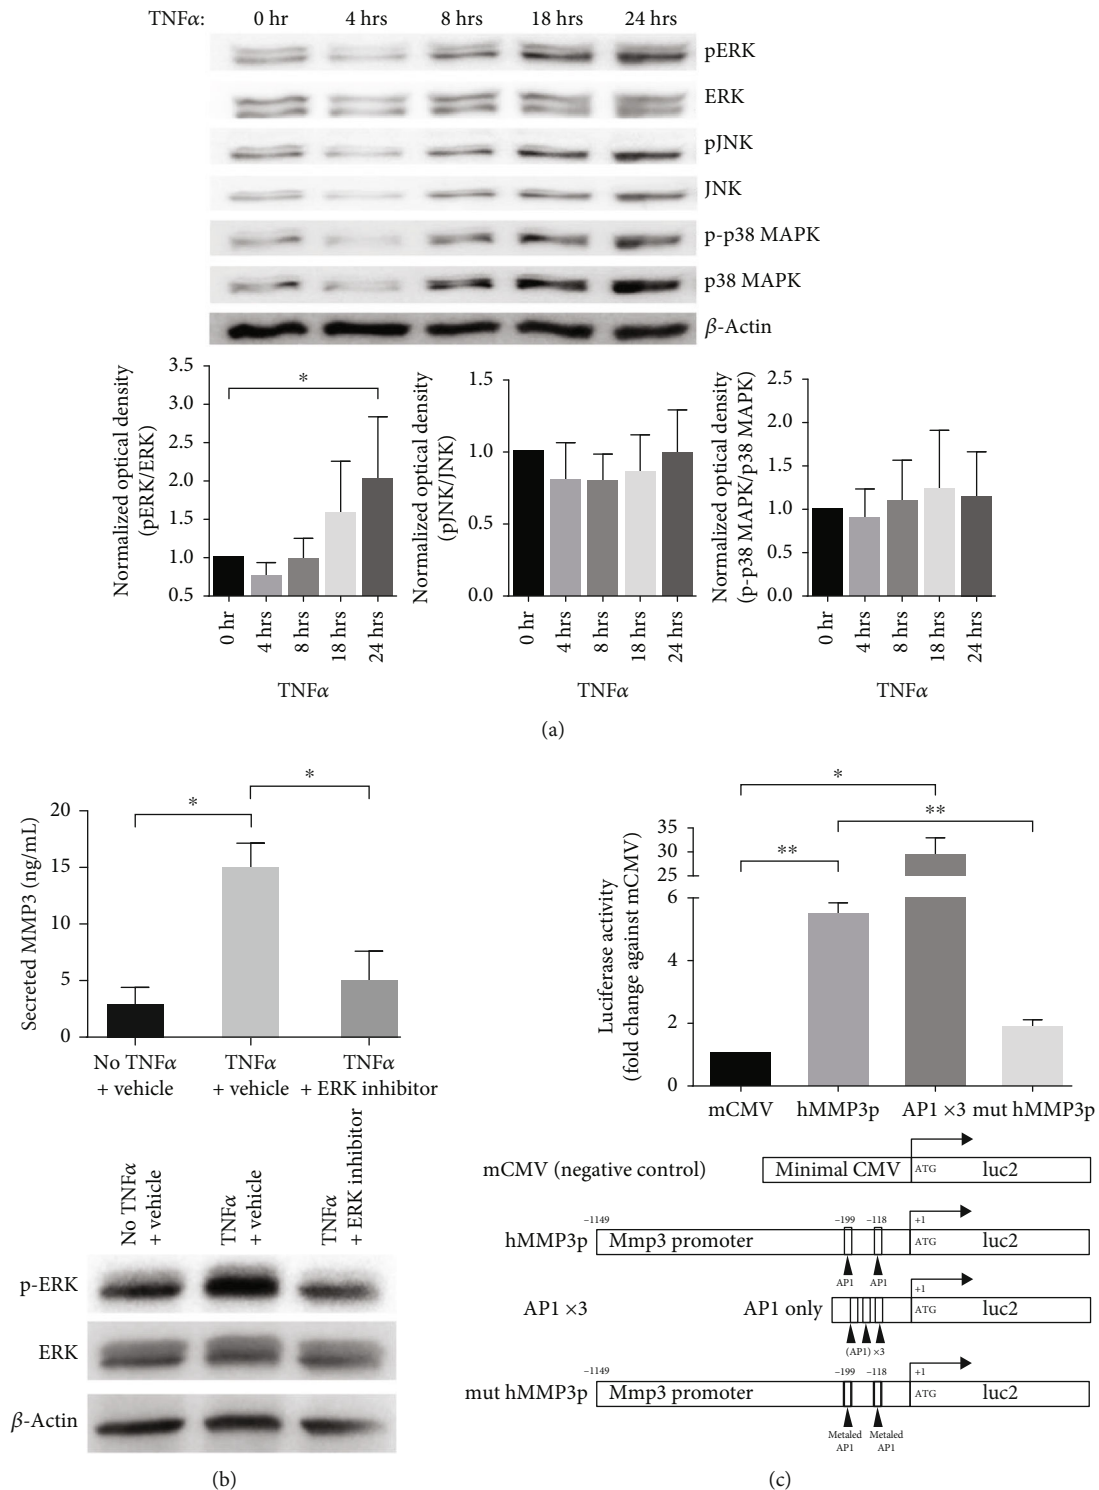 TNFα: 0 hr 4 hrs 8 hrs 18 hrs 24 hrs
pERK
ERK
pJNK
JNK
p-p38 MAPK
p38 MAPK
β-Actin
Normalized optical density
(pERK/ERK)
3.5
3.0
2.5
2.0
1.5
1.0
0.5
*
0 hr
4 hrs
8 hrs
18 hrs
24 hrs
TNFα
Normalized optical density
(pJNK/JNK)
1.5
1.0
0.5
0.0
0 hr
4 hrs
8 hrs
18 hrs
24 hrs
TNFα
Normalized optical density
(p-p38 MAPK/p38 MAPK)
2.5
2.0
1.5
1.0
0.5
0.0
0 hr
4 hrs
8 hrs
18 hrs
24 hrs
TNFα
(a)
Secreted MMP3 (ng/mL)
20
15
10
5
0
*
*
No TNFα
+ vehicle
TNFα
+ vehicle
TNFα
+ ERK inhibitor
No TNFα
+ vehicle
TNFα
+ vehicle
TNFα
+ ERK inhibitor
p-ERK
ERK
β-Actin
(b)
Luciferase activity
(fold change against mCMV)
35
30
25
6
4
2
0
*
**
**
mCMV hMMP3p AP1 ×3 mut hMMP3p
mCMV (negative control) Minimal CMV ATG luc2
−1149 −199 −118 +1
hMMP3p Mmp3 promoter ATG luc2
AP1 AP1
+1
AP1 ×3 AP1 only ATG luc2
(AP1) ×3
−1149 −199 −118 +1
mut hMMP3p Mmp3 promoter ATG luc2
Metaled Metaled
AP1 AP1
(c)